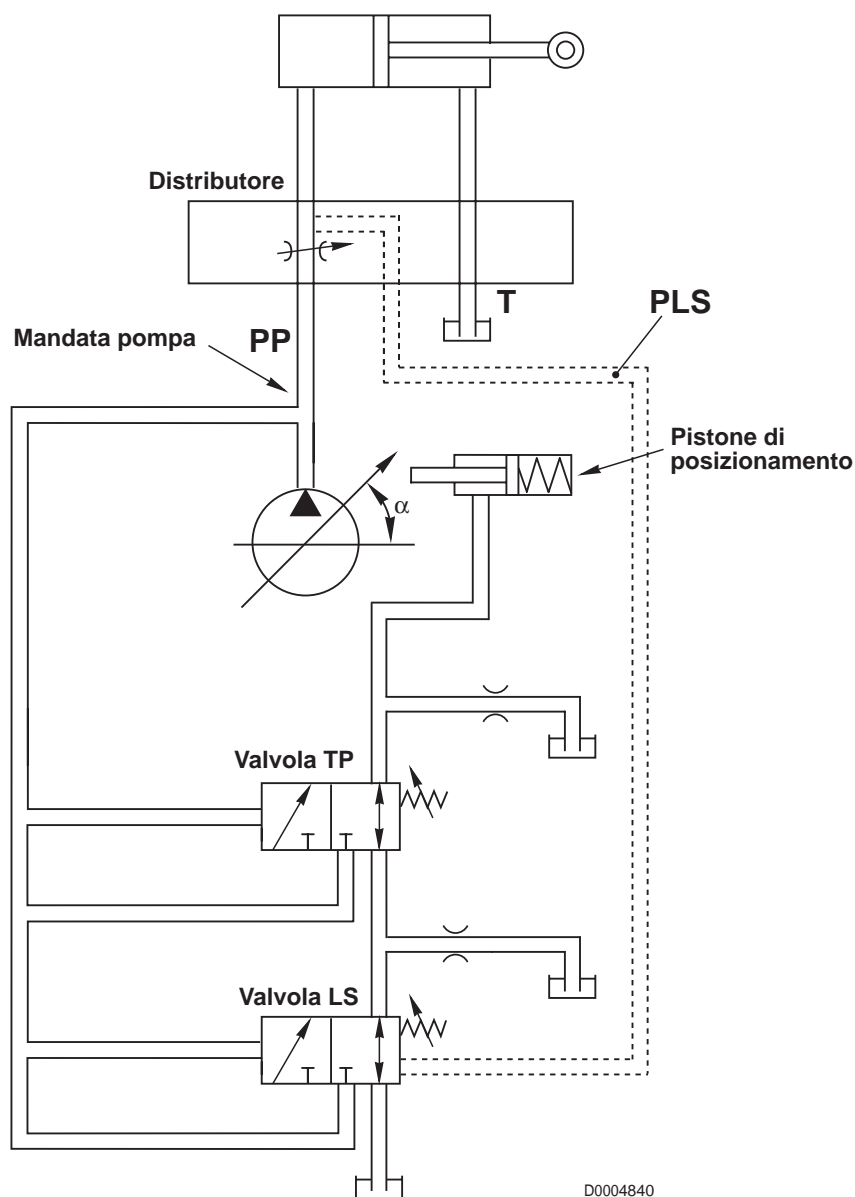 Distributore
T
PLS
Mandata pompa
PP
Pistone di
posizionamento
α
Valvola TP
Valvola LS
D0004840